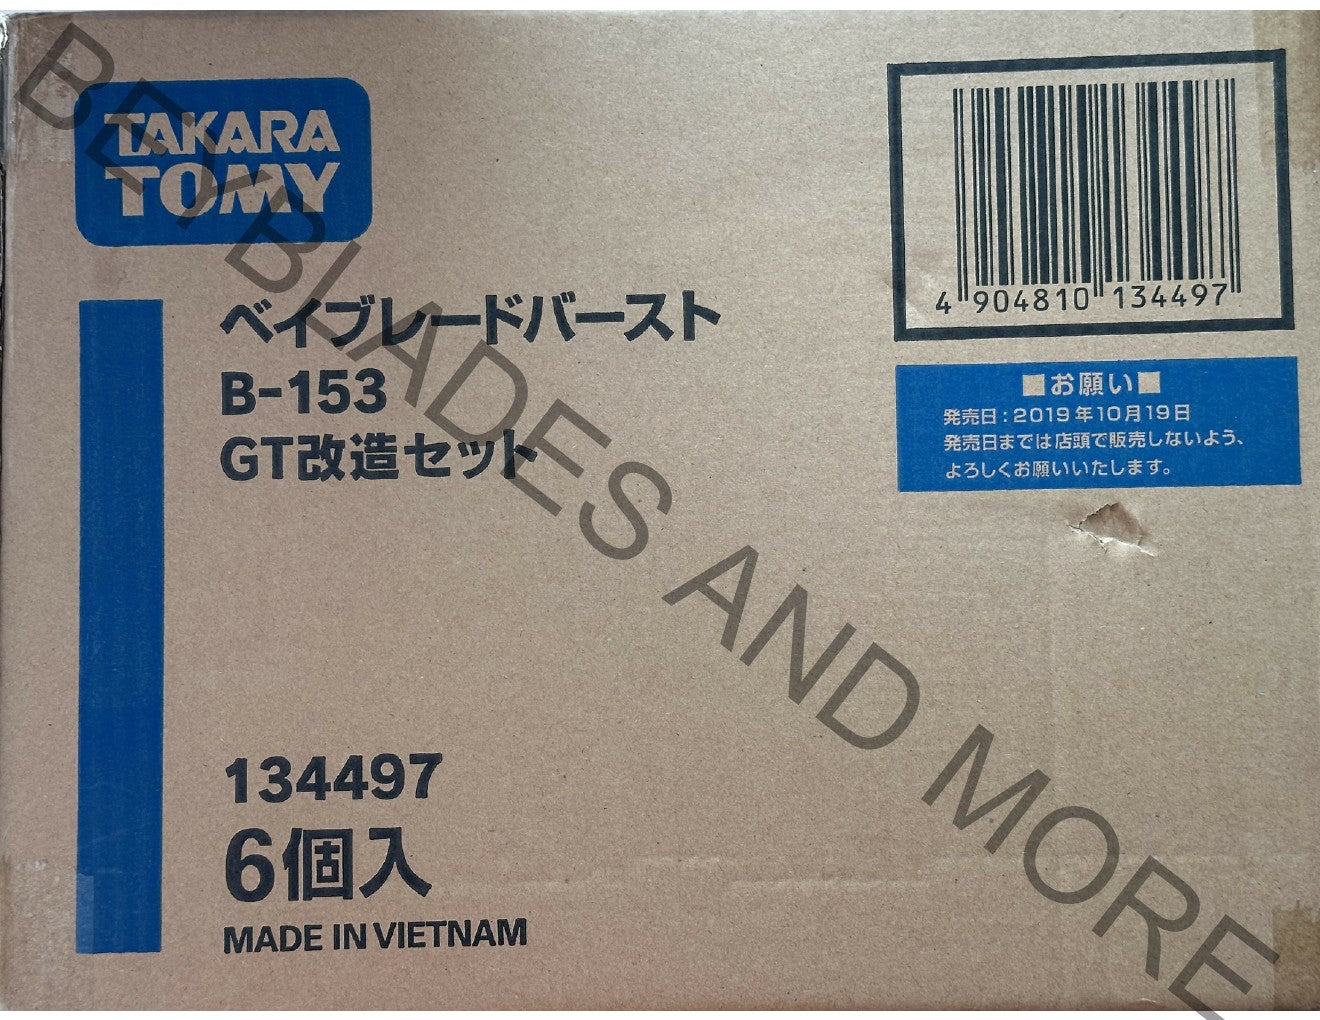 TAKARA
TOMY
4 904810 134497
ベイブレードバースト
B-153
GT改造セット
■お願い■
発売日:2019年10月19日
発売日までは店頭で販売しないよう、
よろしくお願いいたします。
134497
6個入
MADE IN VIETNAM
BEYBLADES AND MORE